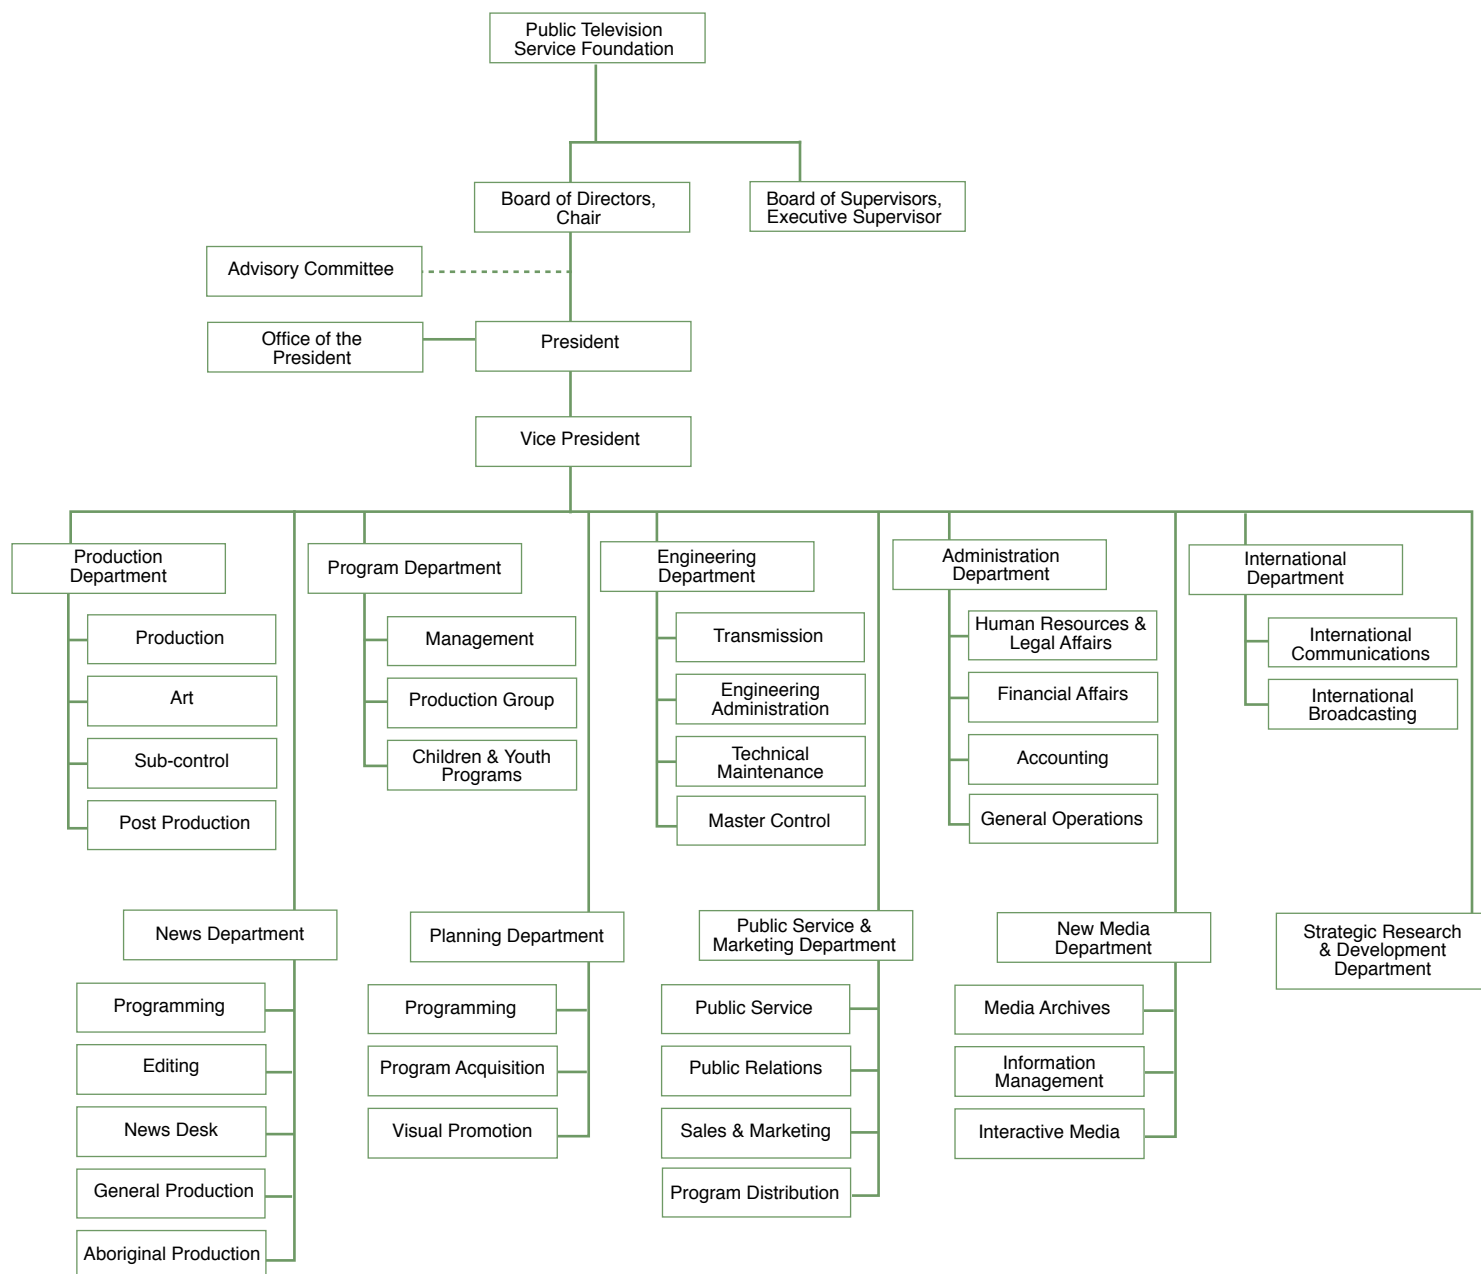 Public Television
Service Foundation
Board of Directors,
Chair
Board of Supervisors,
Executive Supervisor
Advisory Committee
Office of the
President
President
Vice President
Production
Department
Production
Art
Sub-control
Post Production
Program Department
Management
Production Group
Children & Youth
Programs
Engineering
Department
Transmission
Engineering
Administration
Technical
Maintenance
Master Control
Administration
Department
Human Resources &
Legal Affairs
Financial Affairs
Accounting
General Operations
International
Department
International
Communications
International
Broadcasting
News Department
Programming
Editing
News Desk
General Production
Aboriginal Production
Planning Department
Programming
Program Acquisition
Visual Promotion
Public Service &
Marketing Department
Public Service
Public Relations
Sales & Marketing
Program Distribution
New Media
Department
Media Archives
Information
Management
Interactive Media
Strategic Research
& Development
Department